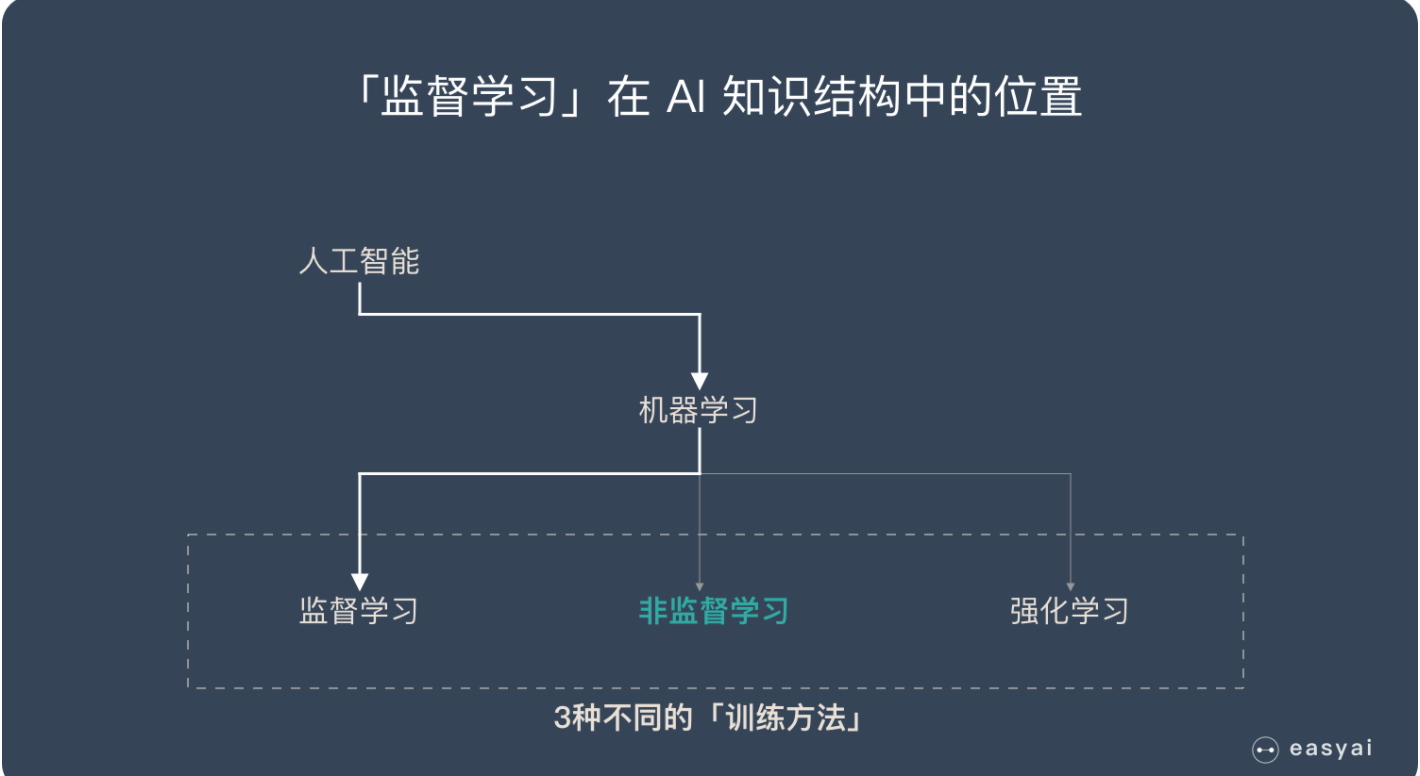 「监督学习」在 AI 知识结构中的位置
人工智能
机器学习
监督学习
非监督学习
强化学习
3种不同的「训练方法」
easyai